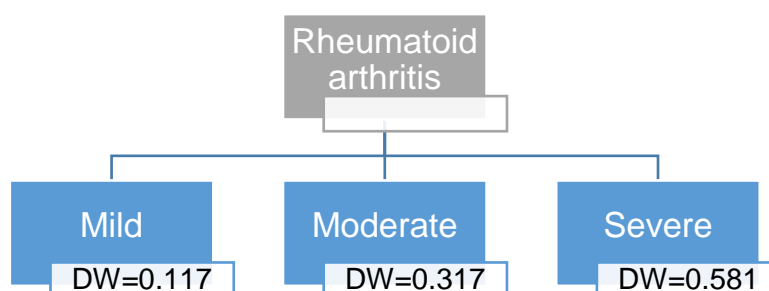 Rheumatoid
arthritis
Mild
Moderate
Severe
DW=0.117
DW=0.317
DW=0.581